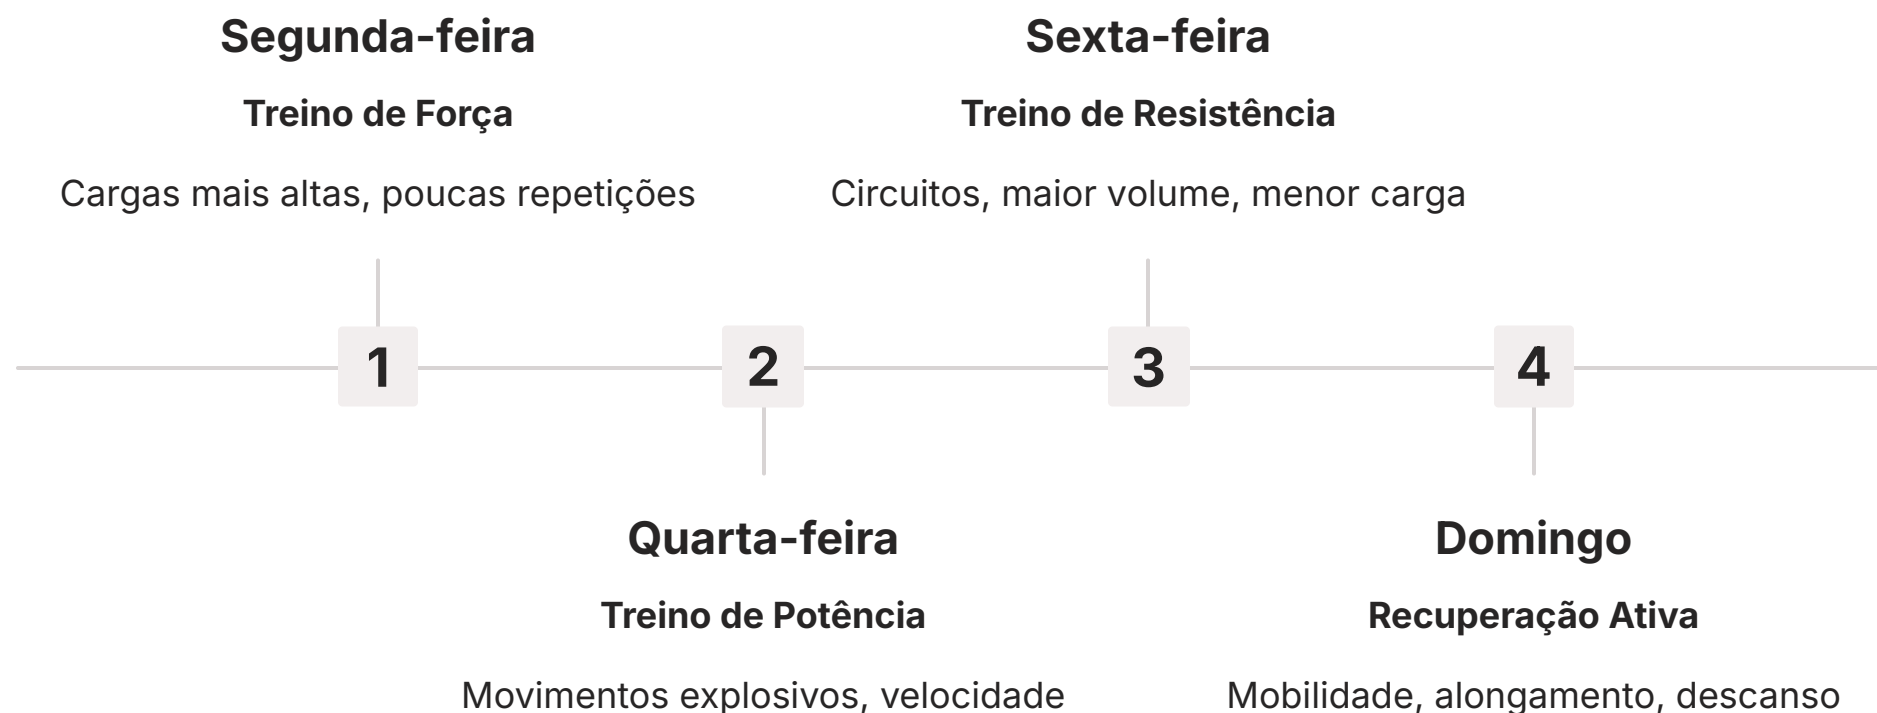 Segunda-feira
Treino de Força
Cargas mais altas, poucas repetições
Sexta-feira
Treino de Resistência
Circuitos, maior volume, menor carga
1
2
3
4
Quarta-feira
Treino de Potência
Movimentos explosivos, velocidade
Domingo
Recuperação Ativa
Mobilidade, alongamento, descanso